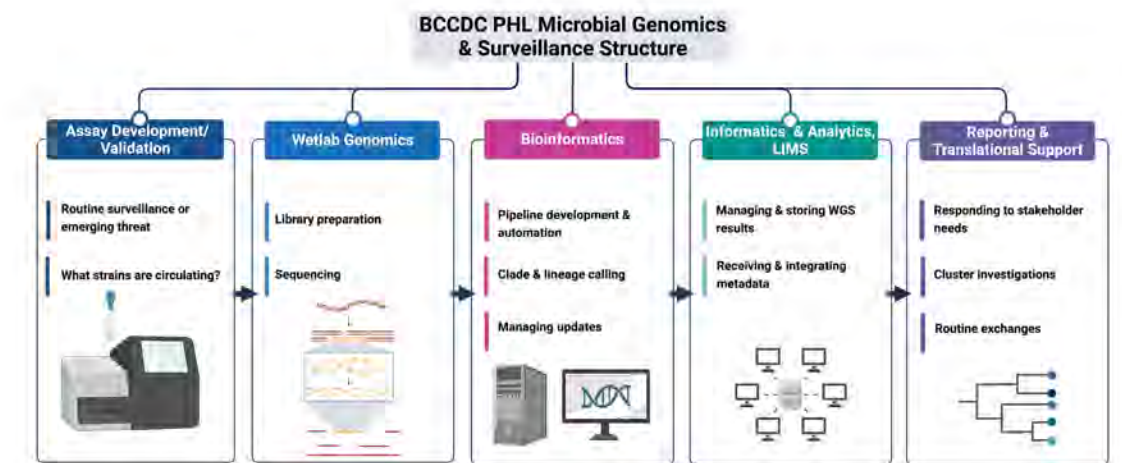 BCCDC PHL Microbial Genomics
& Surveillance Structure
Assay Development/
Validation
Wetlab Genomics
Bioinformatics
Informatics & Analytics,
LIMS
Reporting &
Translational Support
Routine surveillance or
emerging threat
What strains are circulating?
Library preparation
Sequencing
Pipeline development &
automation
Clade & lineage calling
Managing updates
Managing & storing WGS
results
Receiving & integrating
metadata
Responding to stakeholder
needs
Cluster investigations
Routine exchanges